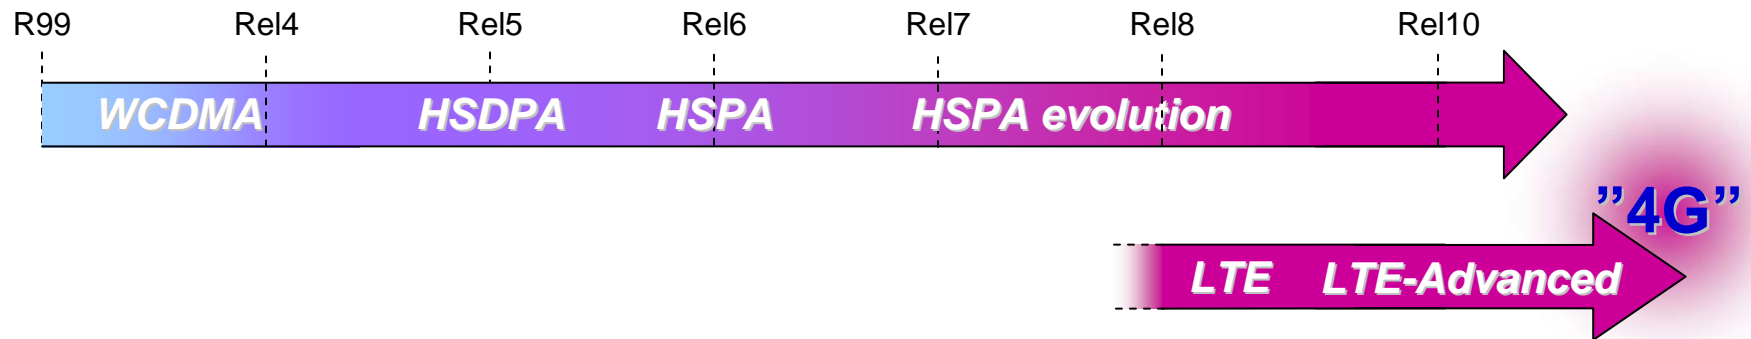 R99 Rel4 Rel5 Rel6 Rel7 Rel8 Rel10
WCDMA HSDPA HSPA HSPA evolution
”4G”
LTE LTE-Advanced